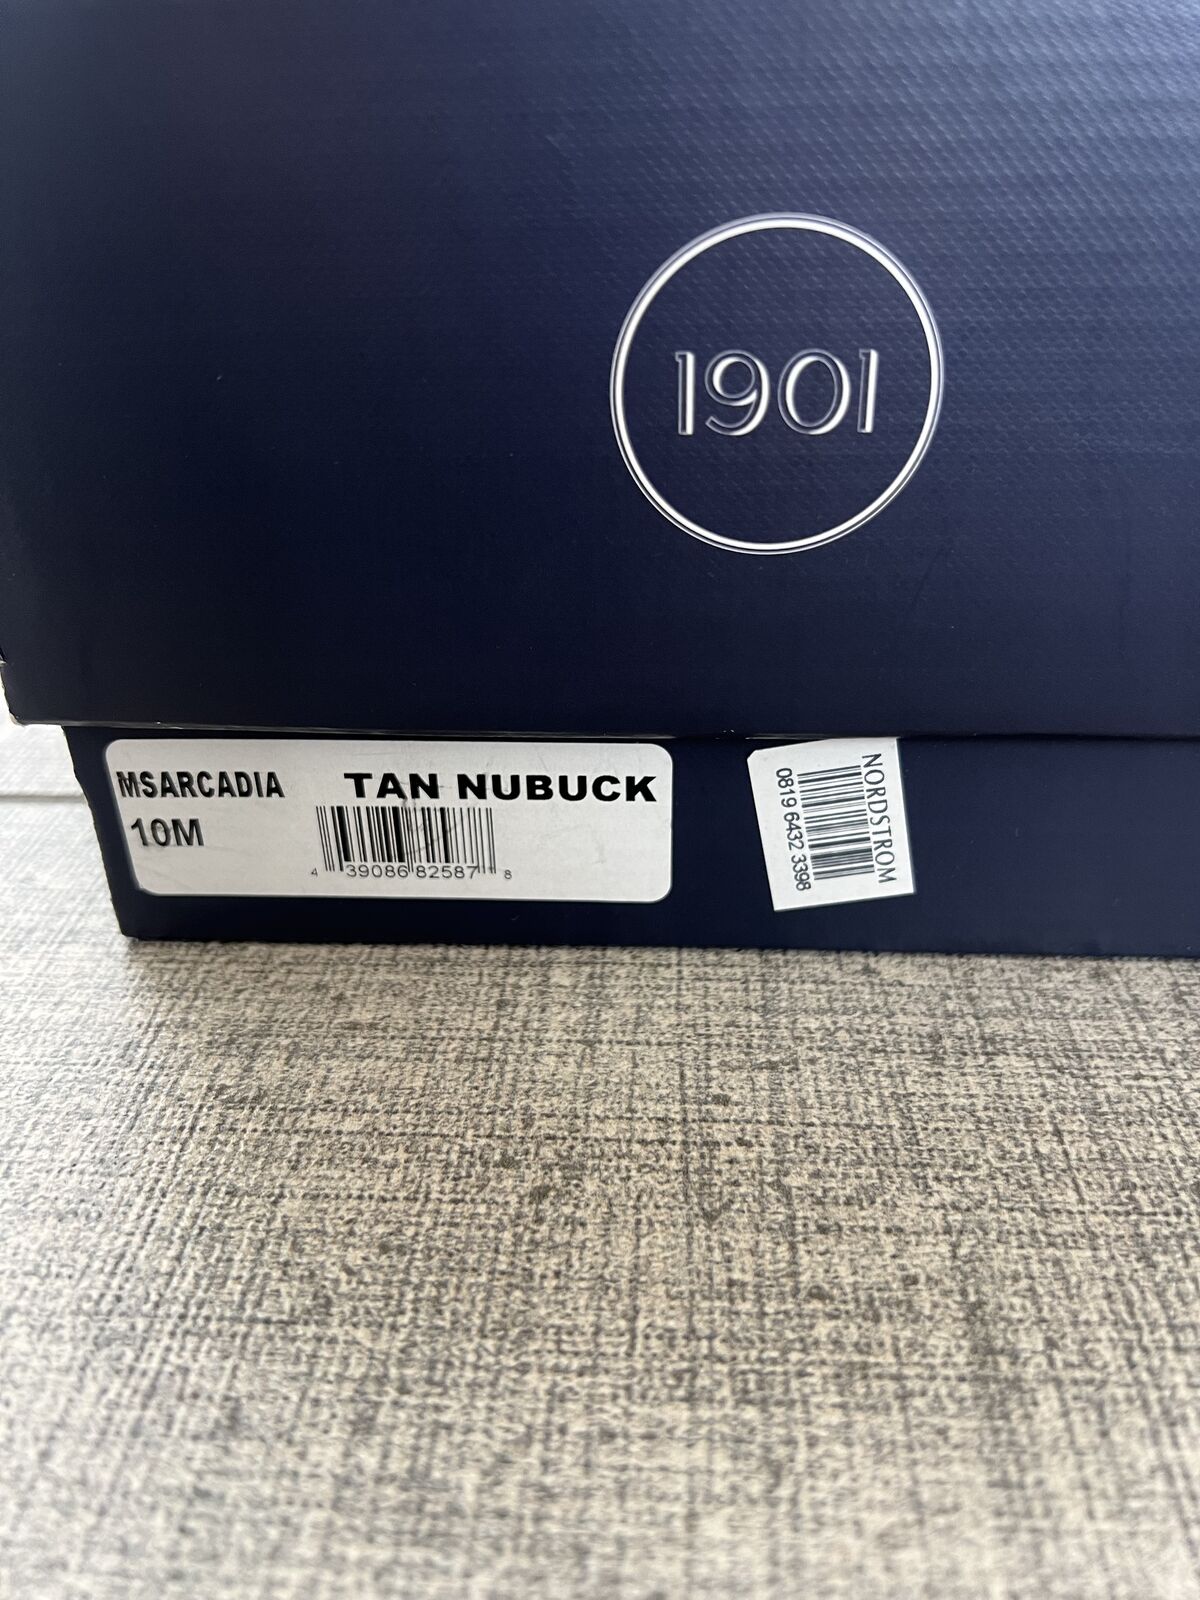 1901
MSARCADIA TAN NUBUCK
10M
4 39086 82587 8
NORDSTROM
0819 6432 3398